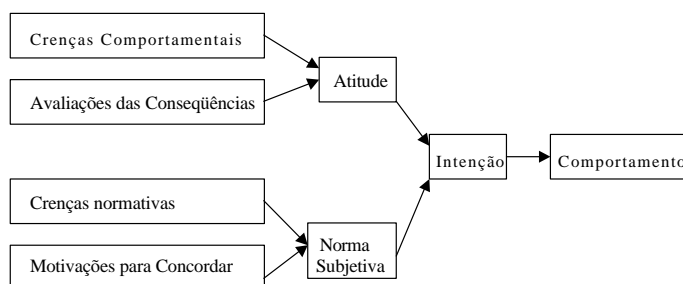 Crenças Comportamentais
Atitude
Avaliações das Conseqüências
Intenção
Comportamento
Crenças normativas
Norma
Subjetiva
Motivações para Concordar